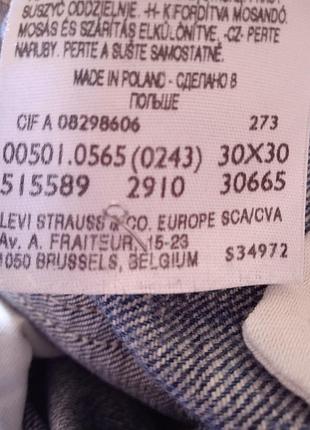 SUSZYĆ ODDZIELNIE. -H- KIFORDÍTVA MOSANDÓ.
MOSÁS ÉS SZÁRÍTÁS ELKÜLÖNÍTVE. -CZ- PERTE
NARUBY. PERTE A SUŠTE SAMOSTATNĚ.
MADE IN POLAND - СДЕЛАНО В
ПОЛЬШЕ
CIF A 08298606 273
00501.0565 (0243) 30X30
515589 2910 30665
LEVI STRAUSS & CO. EUROPE SCA/CVA
Av. A. FRAITEUR, 15-23
1050 BRUSSELS, BELGIUM S34972